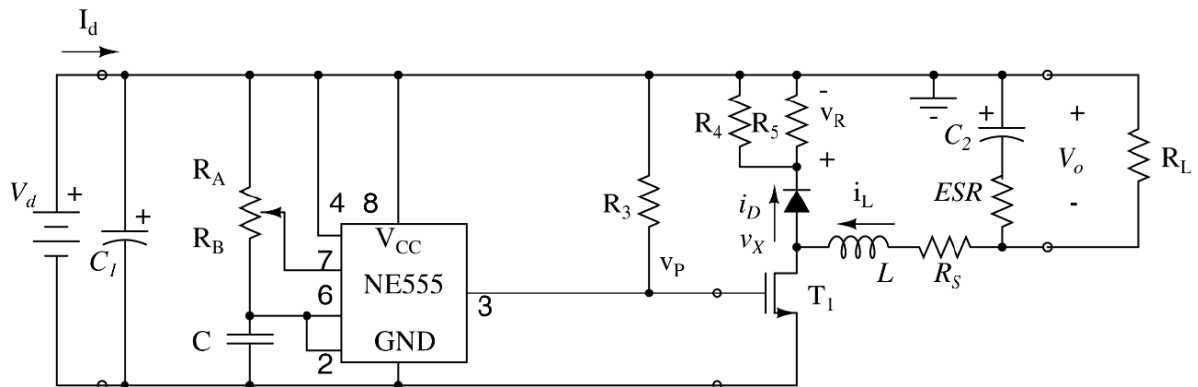 I_d
R_4
R_5
-
v_R
+
-
+
C_2
+
V_o
-
R_L
V_d
+
+
C_1
R_A
R_B
4
8
V_CC
7
NE555
6
GND
2
3
C
R_3
v_P
i_D
v_X
i_L
L
R_S
ESR
T_1